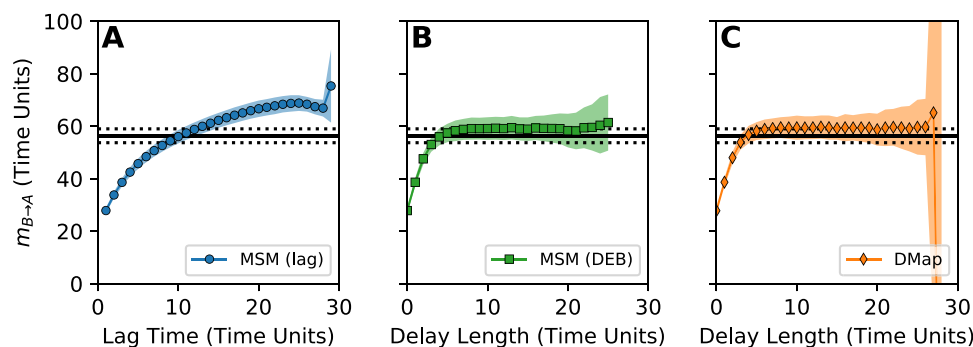 A
B
C
100
80
60
40
20
0
m_{B→A} (Time Units)
0 10 20 30
0 10 20 30
0 10 20 30
MSM (lag)
MSM (DEB)
DMap
Lag Time (Time Units)
Delay Length (Time Units)
Delay Length (Time Units)